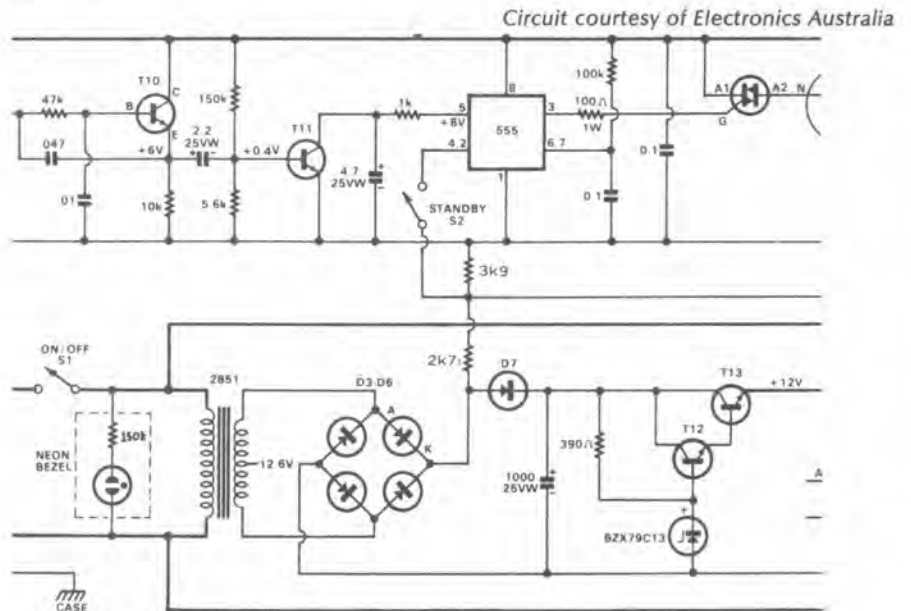 Circuit courtesy of Electronics Australia
T10
C
B
E
47k
047
01
+6V
10k
2.2
25VW
+
-
150k
+0.4V
5 6k
T11
4.7
25VW
+
-
1k
5
+8V
4,2
8
555
3
6.7
1
STANDBY
S2
100k
100Ω
1W
0.1
0.1
A1
A2
N
G
3k9
2k7
ON/OFF
S1
NEON
BEZEL
150k
CASE
2851
12 6V
D3-D6
A
K
D7
1000
25VW
+
-
390Ω
T12
T13
+12V
+
BZX79C13
A